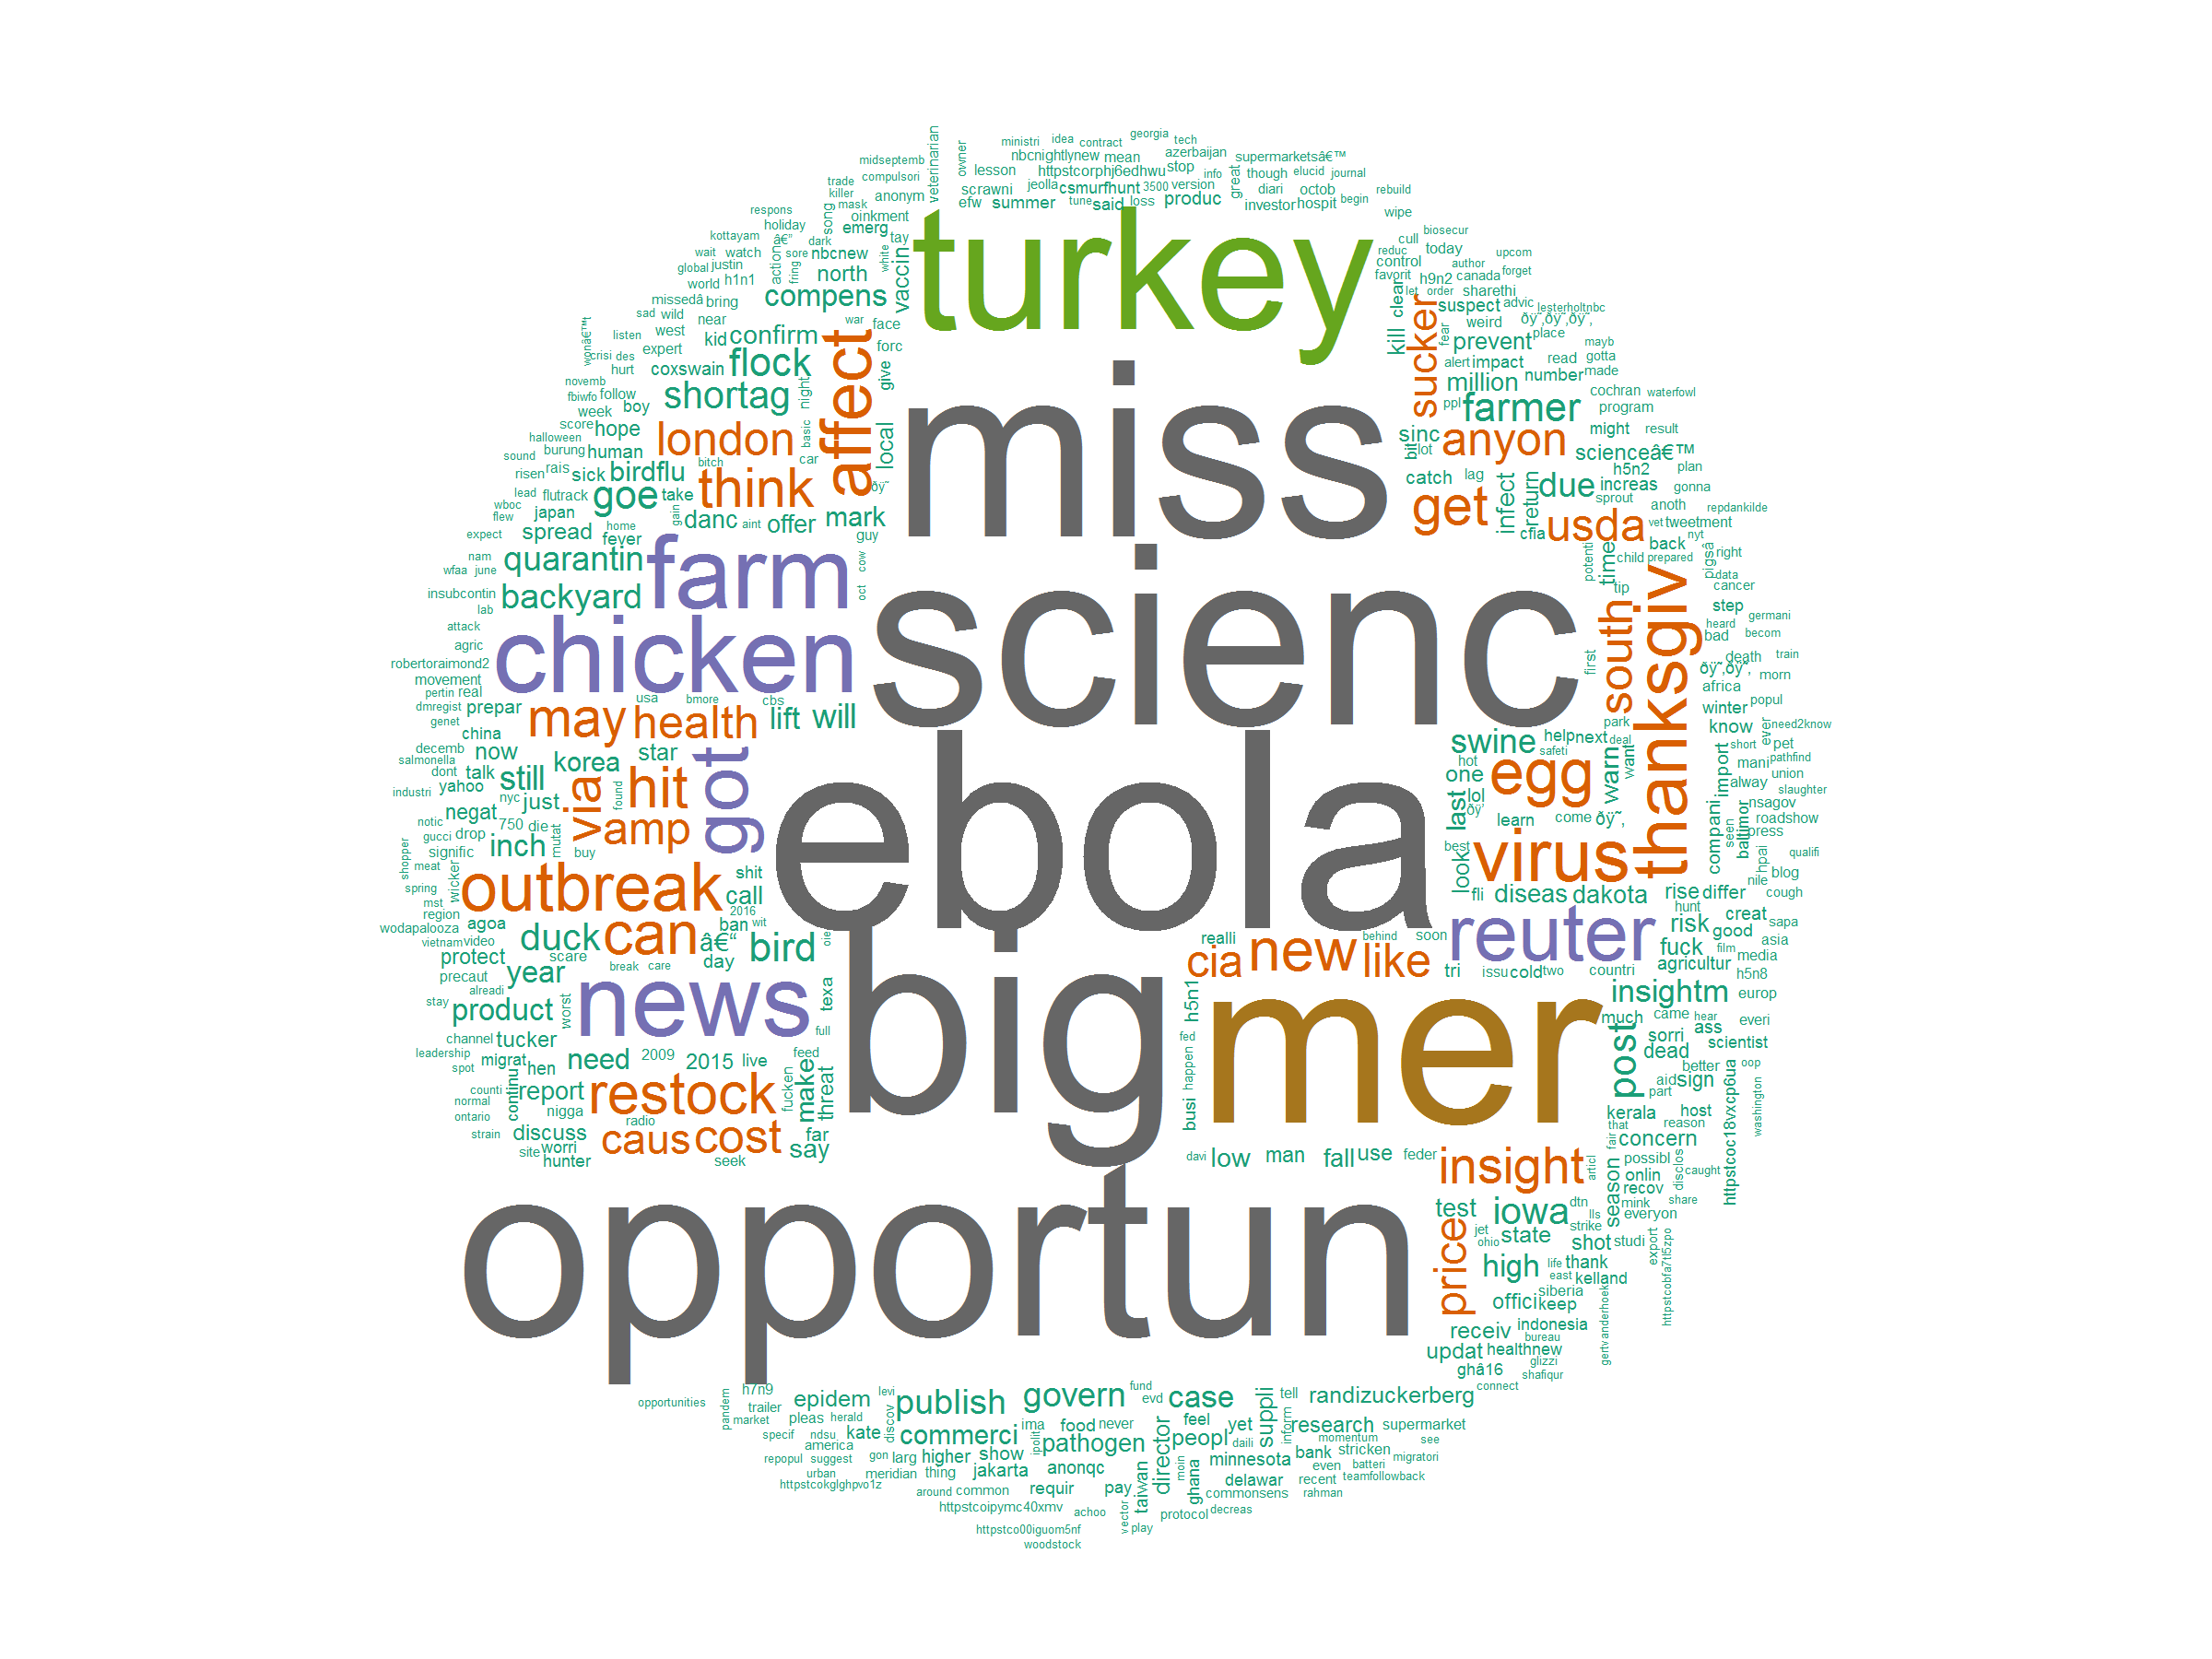 turkey
miss
scienc
ebola
big
mer
opportun
farm
chicken
news
got
reuter
affect
thanksgiv
london
think
sucker
anyon
get
usda
south
may
health
hit
via
amp
egg
virus
outbreak
can
cia
new
like
restock
caus
cost
insight
price
ministri
idea
contract
georgia
tech
midseptemb
veterinarian
owner
nbcnightlynew
mean
azerbaijan
supermarketsâ€™
trade
compulsori
lesson
httpstcorphj6edhwu
stop
info
though
elucid
journal
killer
mask
anonym
scrawni
jeolla
csmurfhunt
3500
version
great
diari
octob
rebuild
respons
song
oinkment
efw
summer
tune
said
loss
produc
investor
hospit
begin
holiday
emerg
wipe
kottayam
â€”
dark
tay
cull
biosecur
wait
watch
sore
nbcnew
white
reduc
today
upcom
global
justin
action
fring
north
vaccin
control
author
world
h1n1
favorit
h9n2
canada
forget
missedâ
bring
compens
let
order
sharethi
sad
wild
near
war
face
clear
suspect
advic
lesterholtnbc
wonâ€™t
listen
west
kid
confirm
forc
kill
fear
weird
ðÿ˜‚ðÿ˜‚ðÿ˜‚
place
crisi
des
expert
flock
prevent
mayb
hurt
coxswain
give
alert
impact
read
gotta
novemb
fbiwfo
follow
shortag
night
million
number
made
week
boy
ppl
farmer
cochran
waterfowl
score
hope
basic
local
sinc
program
halloween
burung
human
bit
lot
might
result
sound
birdflu
bitch
car
scienceâ€™
risen
rais
sick
catch
lag
h5n2
plan
lead
flutrack
goe
take
ðÿ˜
infect
return
due
increas
gonna
wboc
flew
japan
gain
danc
aint
offer
mark
sprout
anoth
repdankilde
expect
spread
home
fever
guy
cfia
vet
tweetment
nyt
nam
quarantin
cow
time
back
right
wfaa
june
potenti
child
prepared
pigsâ
data
insubcontin
backyard
oct
tip
cancer
lab
step
germani
attack
heard
becom
agric
bad
robertoraimond2
first
death
train
movement
ðÿ˜‚ðÿ˜‚
morn
pertin
real
usa
bmore
cbs
africa
popul
dmregist
prepar
lift
will
winter
genet
park
know
need2know
china
swine
help
next
deal
ever
decemb
now
korea
star
safeti
warn
want
short
pet
salmonella
hot
import
mani
pathfind
dont
talk
still
one
alway
union
yahoo
found
last
lol
slaughter
industri
nyc
just
ðÿ’
nsagov
negat
learn
come
ðÿ˜‚
compani
seen
baltimor
roadshow
notic
750
die
press
gucci
drop
mutat
best
shopper
signific
inch
buy
look
hpai
qualifi
meat
shit
blog
spring
wicker
call
fli
diseas
dakota
rise
differ
nile
cough
mst
region
2016
hunt
creat
wodapalooza
agoa
duck
ban
wit
risk
sapa
vietnam
video
â€“
bird
oie
realli
behind
soon
good
protect
scare
day
fuck
film
asia
precaut
year
break
care
tri
issu
cold
two
countri
agricultur
media
h5n8
alreadi
stay
worst
texa
h5n1
insightm
europ
product
full
much
came
hear
everi
channel
tucker
fed
post
sorri
ass
leadership
migrat
hen
need
2009
2015
live
feed
happen
dead
scientist
spot
better
oop
counti
continu
report
fucken
make
threat
aid
sign
normal
nigga
busi
part
httpstcoc18vxcp6ua
ontario
radio
kerala
host
washington
strain
discuss
far
that
reason
site
worri
say
fair
concern
hunter
seek
davi
low
man
fall
use
feder
articl
possibl
disclos
caught
season
onlin
recov
test
iowa
dtn
mink
share
lls
everyon
jet
strike
ohio
state
shot
studi
export
high
life
thank
httpstcobfa7tl5zpo
east
kelland
siberia
offici
keep
gertvanderhoek
receiv
indonesia
bureau
updat
healthnew
glizzi
ghâ16
shafiqur
connect
opportunities
pandem
h7n9
epidem
levi
publish
govern
fund
evd
case
suppli
tell
randizuckerberg
trailer
market
pleas
herald
discov
ima
food
never
feel
yet
inform
research
supermarket
specif
ndsu
kate
commerci
ipolit
pathogen
director
peopl
daili
momentum
see
america
gon
larg
higher
show
bank
stricken
migratori
repopul
suggest
minnesota
even
batteri
urban
meridian
thing
jakarta
anonqc
taiwan
moin
ghana
delawar
recent
teamfollowback
httpstcokglghpvo1z
around
common
requir
pay
commonsens
rahman
httpstcoipymc40xmv
achoo
vector
play
protocol
decreas
httpstco00iguom5nf
woodstock